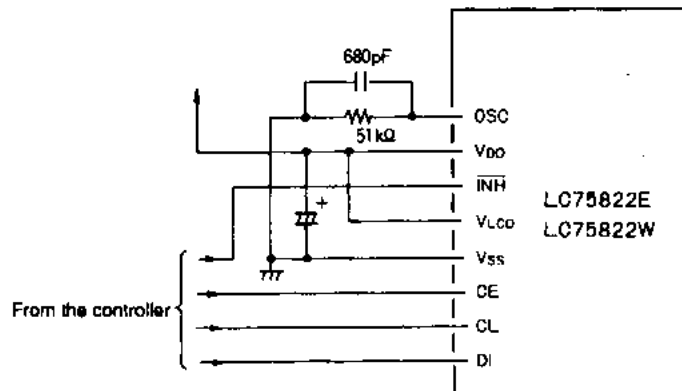 680pF
51kΩ
+
OSC
VDD
INH
VLCD
VSS
CE
CL
DI
LC75822E
LC75822W
From the controller